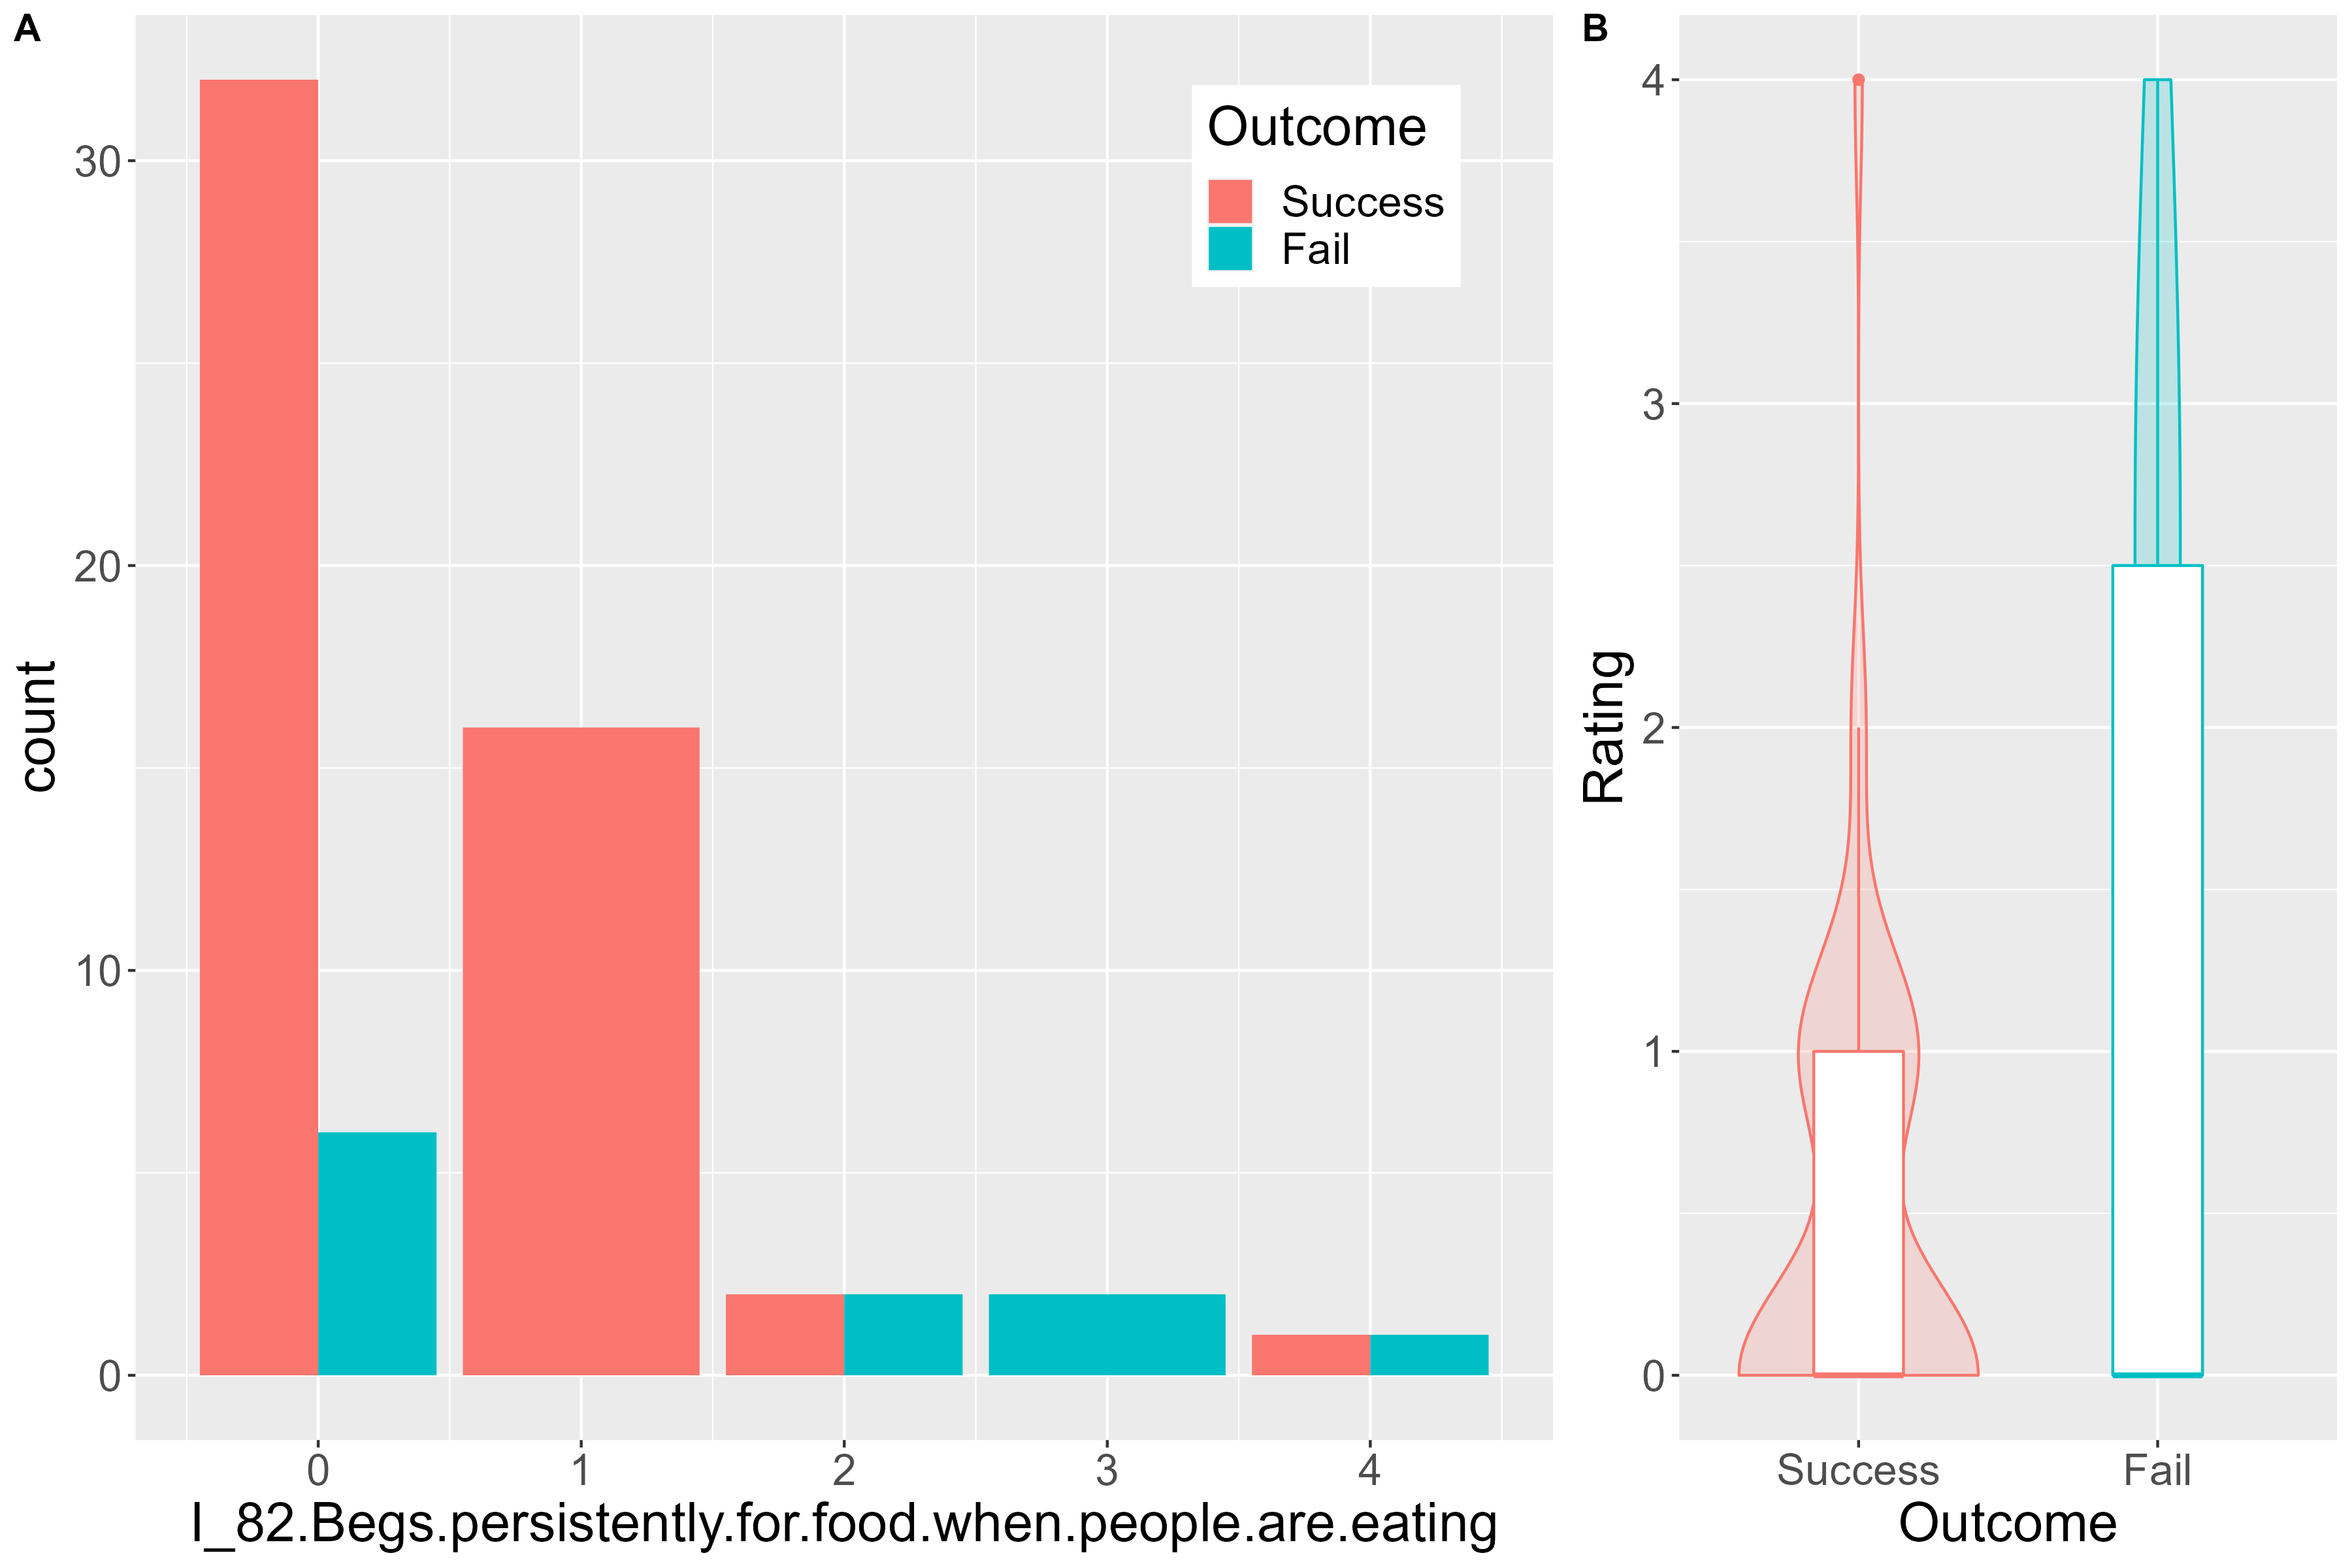 A
count
30
20
10
0
Outcome
Success
Fail
0 1 2 3 4
I_82.Begs.persistently.for.food.when.people.are.eating
B
Rating
4
3
2
1
0
Success Fail
Outcome